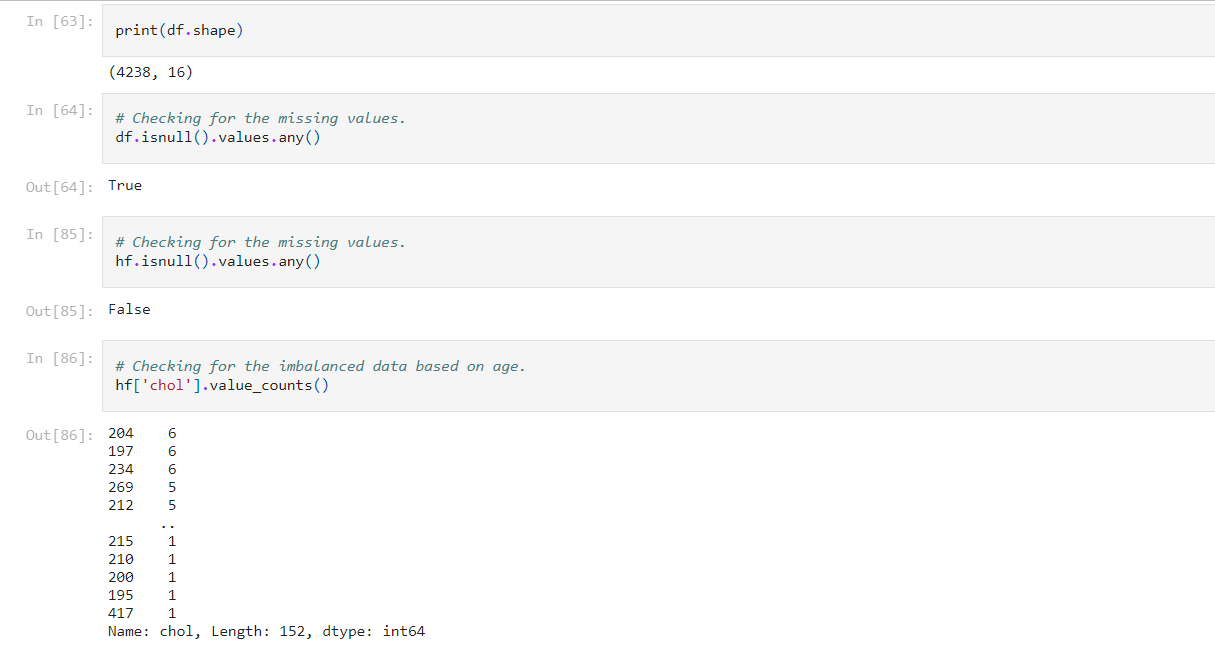 In [63]:
print(df.shape)
(4238, 16)
In [64]:
# Checking for the missing values.
df.isnull().values.any()
Out[64]: True
In [85]:
# Checking for the missing values.
hf.isnull().values.any()
Out[85]: False
In [86]:
# Checking for the imbalanced data based on age.
hf['chol'].value_counts()
Out[86]:
204    6
197    6
234    6
269    5
212    5
      ..
215    1
210    1
200    1
195    1
417    1
Name: chol, Length: 152, dtype: int64